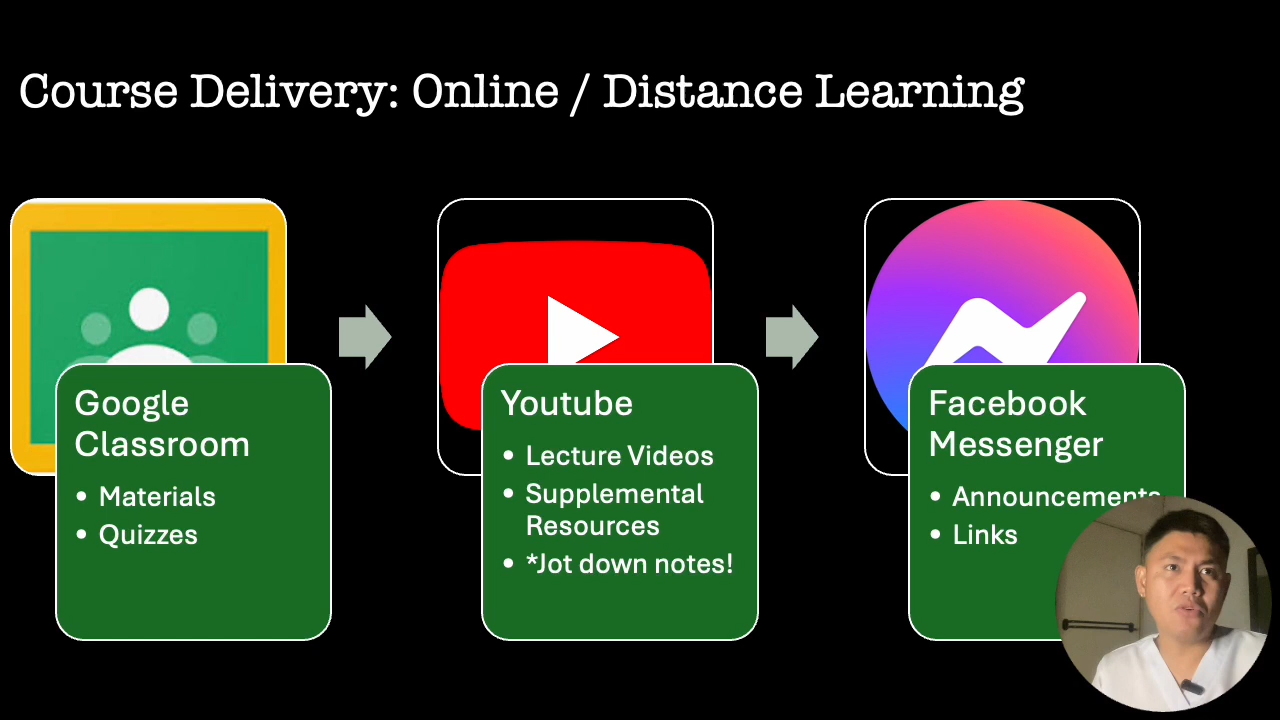 Course Delivery: Online / Distance Learning
Google
Classroom
• Materials
• Quizzes
Youtube
• Lecture Videos
• Supplemental
Resources
• *Jot down notes!
Facebook
Messenger
• Announcements
• Links